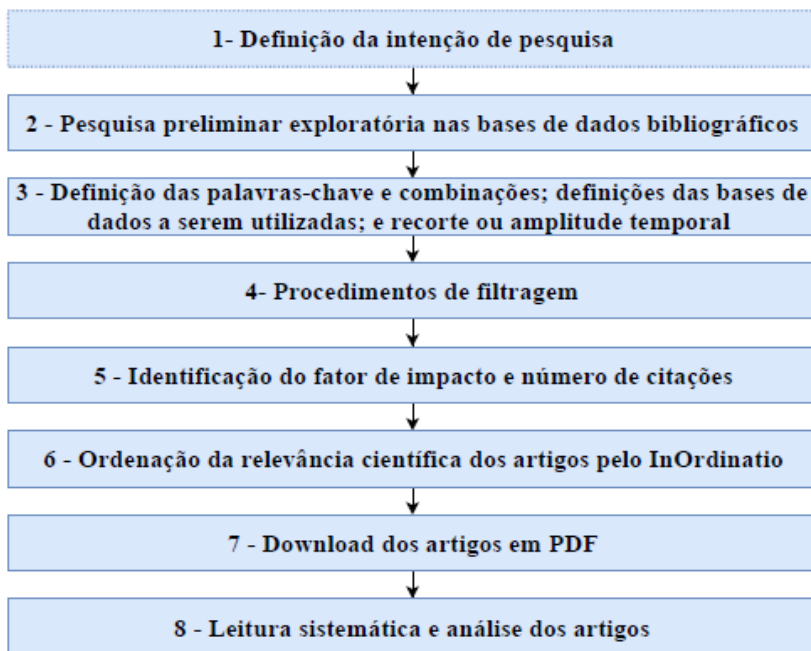 1- Definição da intenção de pesquisa
2 - Pesquisa preliminar exploratória nas bases de dados bibliográficos
3 - Definição das palavras-chave e combinações; definições das bases de
dados a serem utilizadas; e recorte ou amplitude temporal
4- Procedimentos de filtragem
5 - Identificação do fator de impacto e número de citações
6 - Ordenação da relevância científica dos artigos pelo InOrdinatio
7 - Download dos artigos em PDF
8 - Leitura sistemática e análise dos artigos